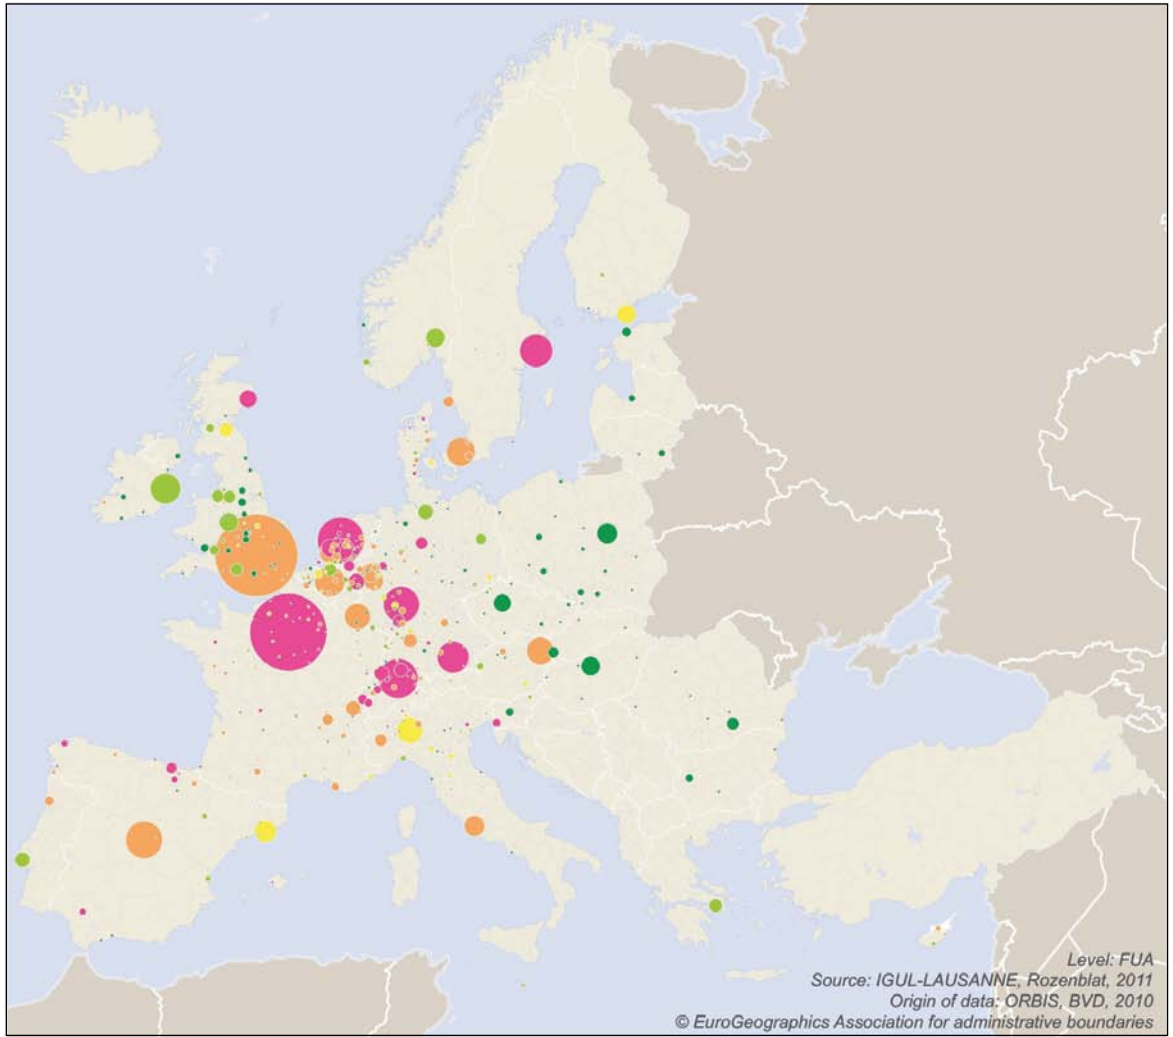 Level: FUA
Source: IGUL-LAUSANNE, Rozenblat, 2011
Origin of data: ORBIS, BVD, 2010
© EuroGeographics Association for administrative boundaries